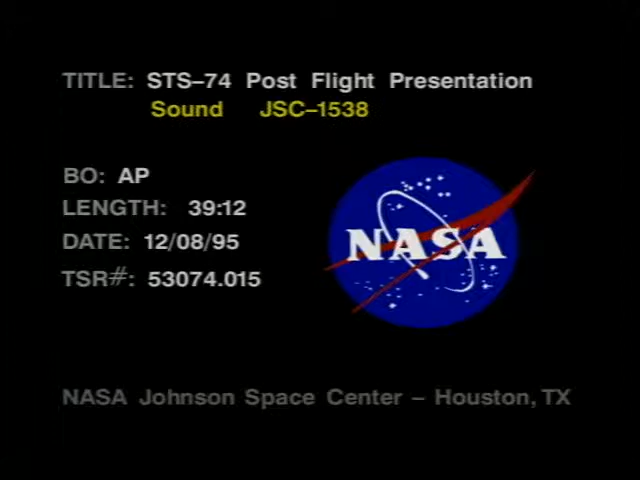 TITLE: STS–74 Post Flight Presentation
Sound JSC–1538
BO: AP
LENGTH: 39:12
DATE: 12/08/95
TSR#: 53074.015
NASA
NASA Johnson Space Center – Houston, TX